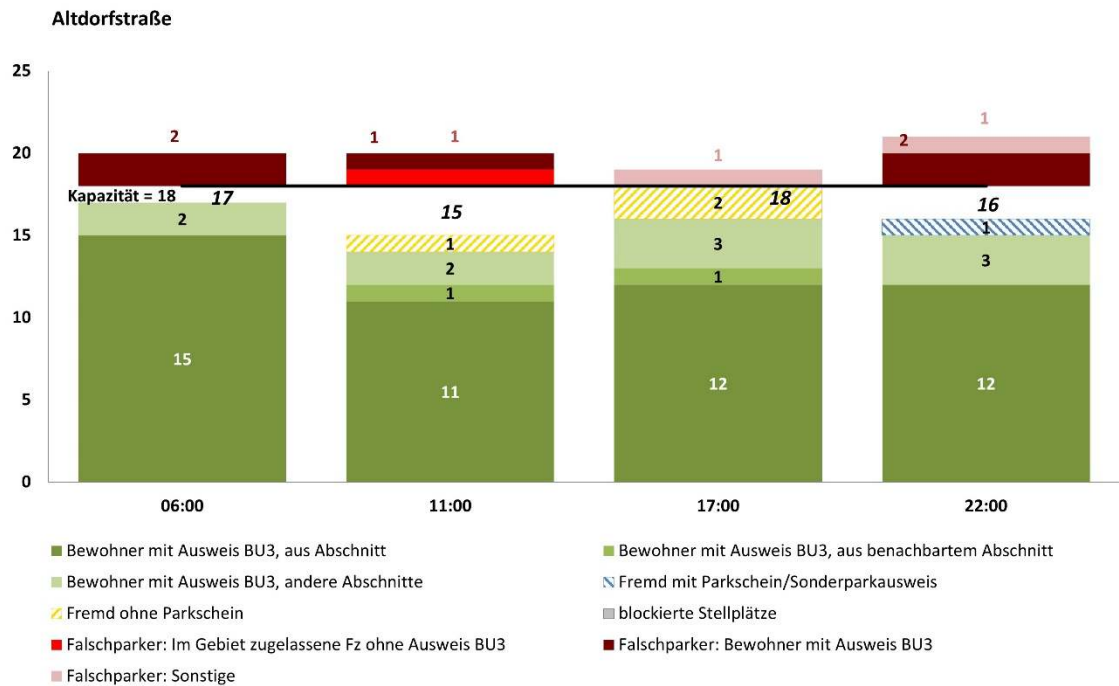 Altdorfstraße
25
20
15
10
5
0
2
1 1
1
1
2
Kapazität = 18
17
15
18
16
2
15
1
2
1
11
2
3
1
12
1
3
12
06:00 11:00 17:00 22:00
Bewohner mit Ausweis BU3, aus Abschnitt
Bewohner mit Ausweis BU3, aus benachbartem Abschnitt
Bewohner mit Ausweis BU3, andere Abschnitte
Fremd mit Parkschein/Sonderparkausweis
Fremd ohne Parkschein
blockierte Stellplätze
Falschparker: Im Gebiet zugelassene Fz ohne Ausweis BU3
Falschparker: Bewohner mit Ausweis BU3
Falschparker: Sonstige